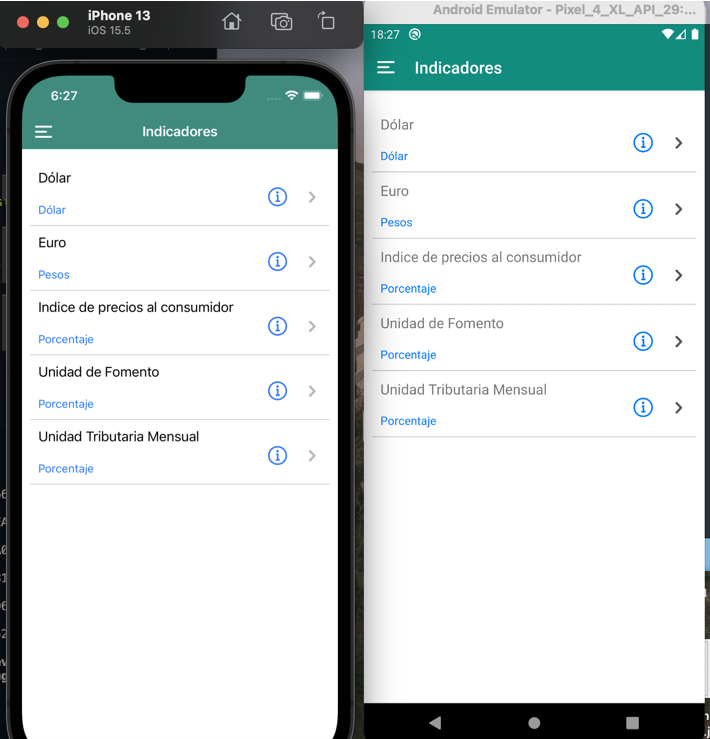 iPhone 13
iOS 15.5
6:27
Indicadores
Dólar
Dólar
Euro
Pesos
Indice de precios al consumidor
Porcentaje
Unidad de Fomento
Porcentaje
Unidad Tributaria Mensual
Porcentaje
Android Emulator - Pixel_4_XL_API_29:...
18:27
Indicadores
Dólar
Dólar
Euro
Pesos
Indice de precios al consumidor
Porcentaje
Unidad de Fomento
Porcentaje
Unidad Tributaria Mensual
Porcentaje